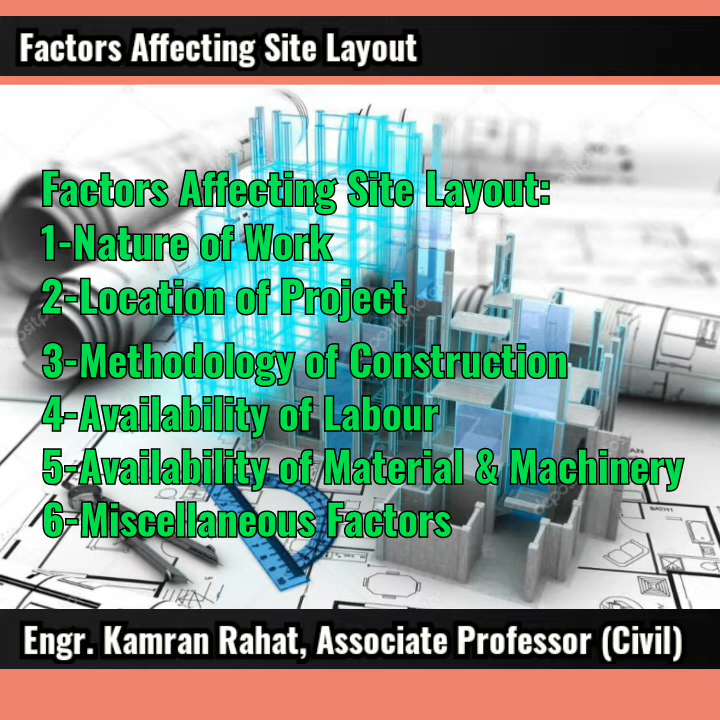 Factors Affecting Site Layout
Factors Affecting Site Layout:
1-Nature of Work
2-Location of Project
3-Methodology of Construction
4-Availability of Labour
5-Availability of Material & Machinery
6-Miscellaneous Factors
BATH1
Engr. Kamran Rahat, Associate Professor (Civil)